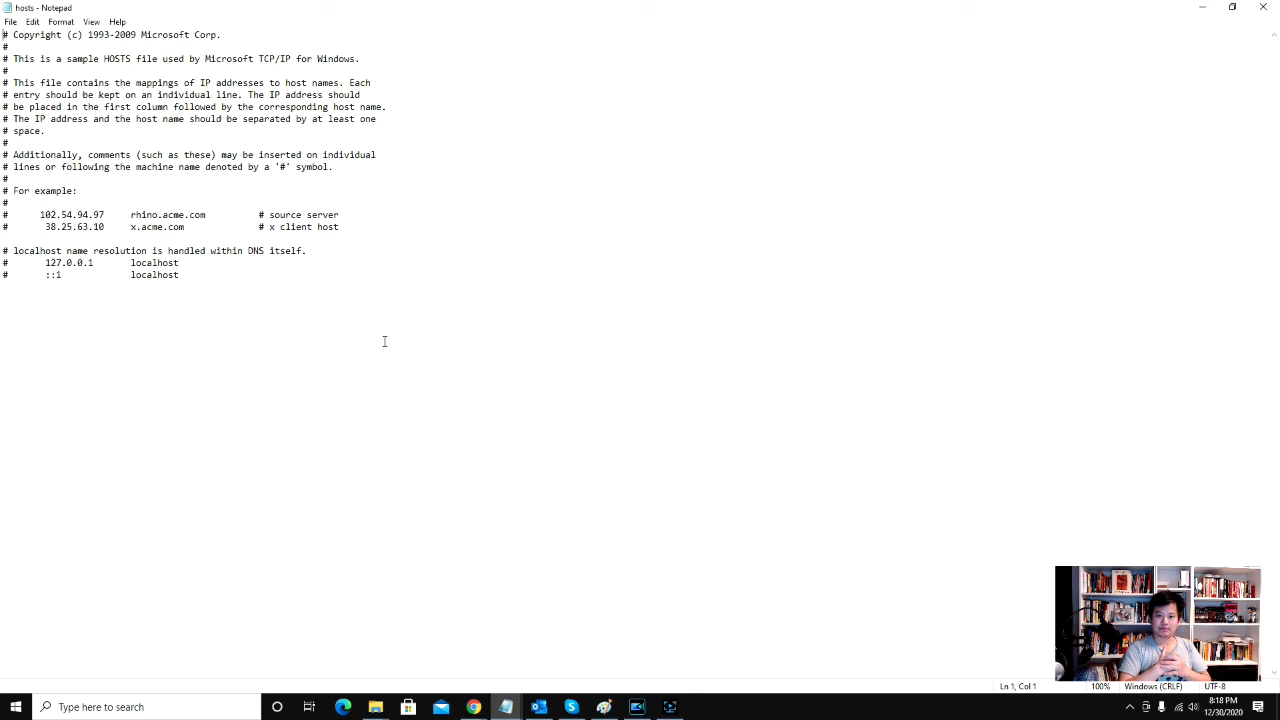 hosts - Notepad
File Edit Format View Help
# Copyright (c) 1993-2009 Microsoft Corp.
#
# This is a sample HOSTS file used by Microsoft TCP/IP for Windows.
#
# This file contains the mappings of IP addresses to host names. Each
# entry should be kept on an individual line. The IP address should
# be placed in the first column followed by the corresponding host name.
# The IP address and the host name should be separated by at least one
# space.
#
# Additionally, comments (such as these) may be inserted on individual
# lines or following the machine name denoted by a '#' symbol.
#
# For example:
#
#      102.54.94.97     rhino.acme.com          # source server
#       38.25.63.10     x.acme.com              # x client host

# localhost name resolution is handled within DNS itself.
#       127.0.0.1       localhost
#       ::1             localhost
Ln 1, Col 1 100% Windows (CRLF) UTF-8
Type here to search
8:18 PM
12/30/2020